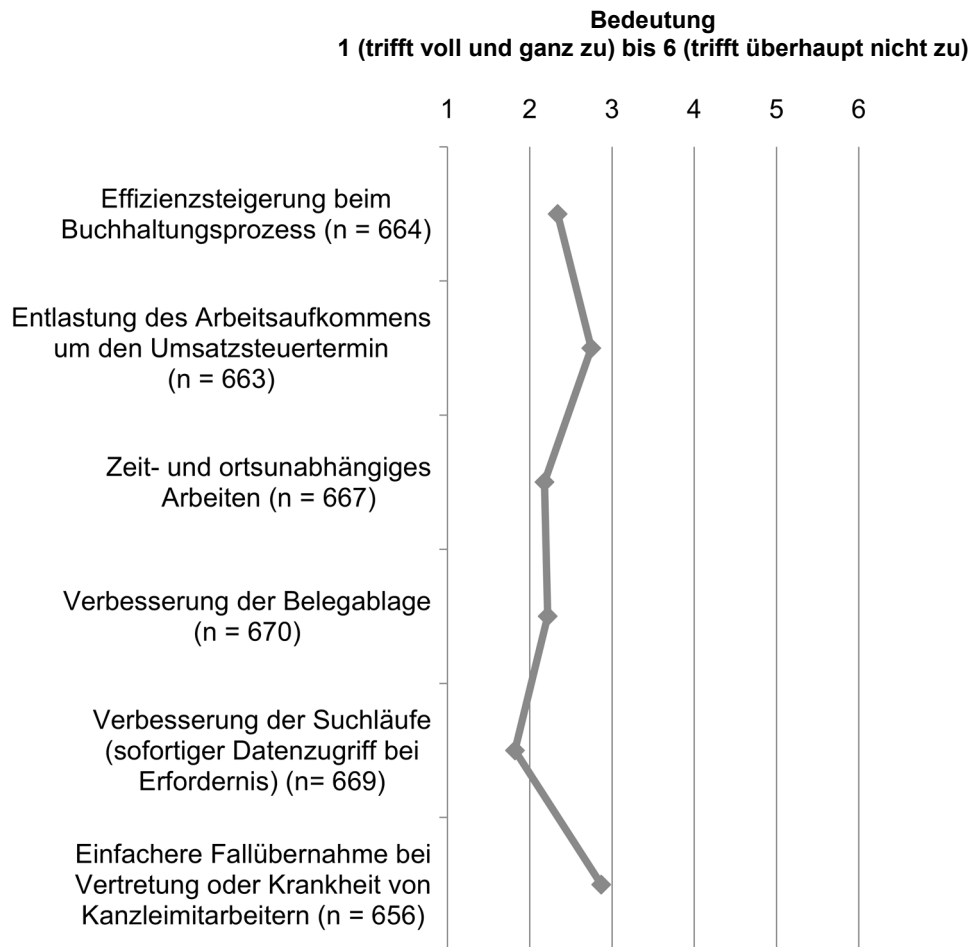 Bedeutung
1 (trifft voll und ganz zu) bis 6 (trifft überhaupt nicht zu)
1 2 3 4 5 6
Effizienzsteigerung beim
Buchhaltungsprozess (n = 664)
Entlastung des Arbeitsaufkommens
um den Umsatzsteuertermin
(n = 663)
Zeit- und ortsunabhängiges
Arbeiten (n = 667)
Verbesserung der Belegablage
(n = 670)
Verbesserung der Suchläufe
(sofortiger Datenzugriff bei
Erfordernis) (n= 669)
Einfachere Fallübernahme bei
Vertretung oder Krankheit von
Kanzleimitarbeitern (n = 656)